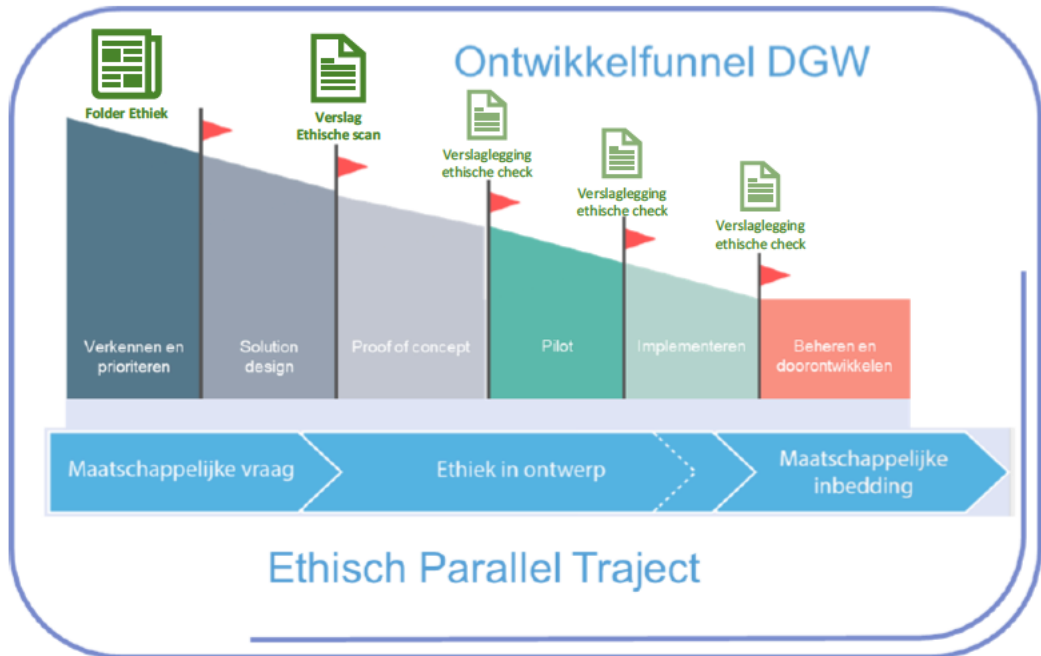 Ontwikkelfunnel DGW
Folder Ethiek
Verslag
Ethische scan
Verslaglegging
ethische check
Verslaglegging
ethische check
Verslaglegging
ethische check
Verkennen en
prioriteren
Solution
design
Proof of concept
Pilot
Implementeren
Beheren en
doorontwikkelen
Maatschappelijke vraag
Ethiek in ontwerp
Maatschappelijke
inbedding
Ethisch Parallel Traject